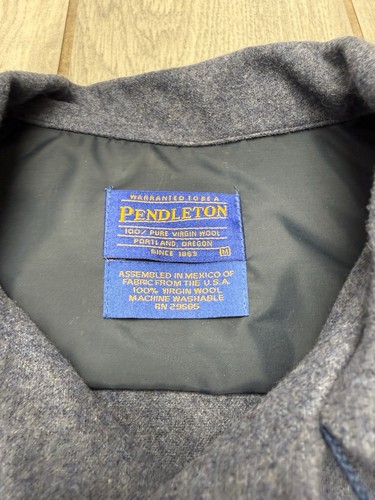 WARRANTED TO BE A
PENDLETON
100% PURE VIRGIN WOOL
PORTLAND, OREGON
SINCE 1863 M
ASSEMBLED IN MEXICO OF
FABRIC FROM THE U.S.A.
100% VIRGIN WOOL
MACHINE WASHABLE
RN 29685